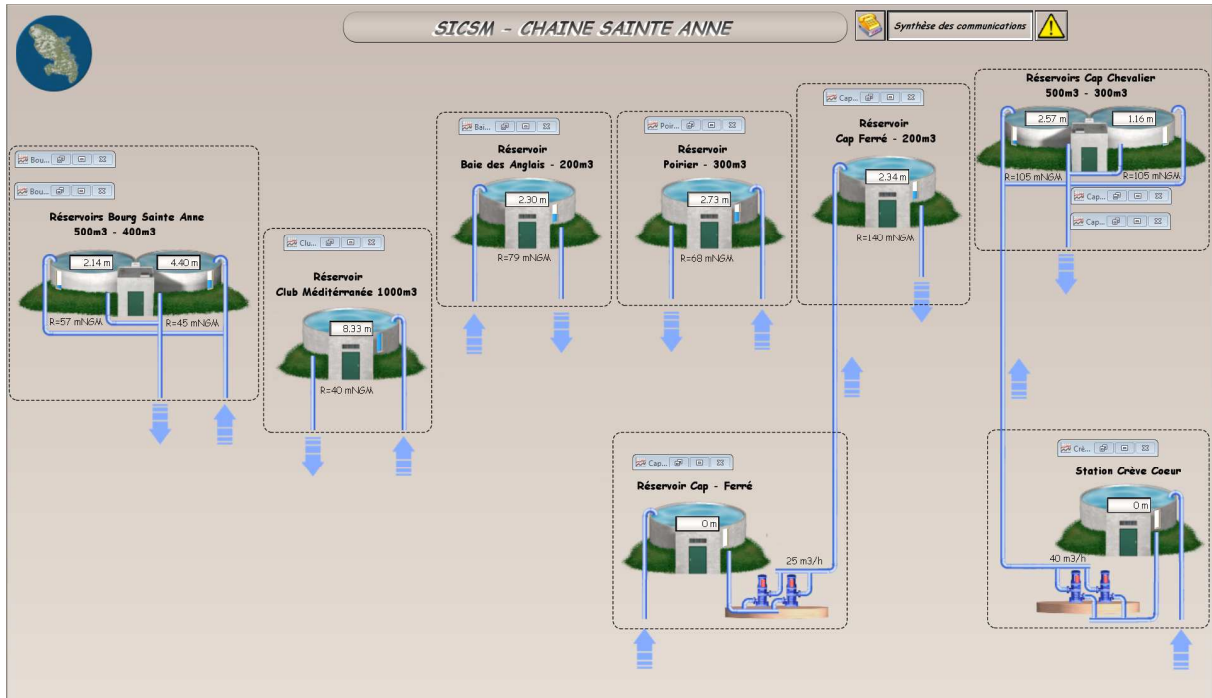 SICSM - CHAINE SAINTE ANNE
Synthèse des communications
Bou...
Bou...
Réservoirs Bourg Sainte Anne
500m3 - 400m3
2.14 m
4.40 m
R=57 mNGM
R=45 mNGM
Clu...
Réservoir
Club Méditérranée 1000m3
8.33 m
R=40 mNGM
Bai...
Réservoir
Baie des Anglais - 200m3
2.30 m
R=79 mNGM
Poir...
Réservoir
Poirier - 300m3
2.73 m
R=68 mNGM
Cap...
Réservoir
Cap Ferré - 200m3
2.34 m
R=140 mNGM
Réservoirs Cap Chevalier
500m3 - 300m3
2.57 m
1.16 m
R=105 mNGM
R=105 mNGM
Cap...
Cap...
Cap...
Réservoir Cap - Ferré
0 m
25 m3/h
Crè...
Station Crève Coeur
0 m
40 m3/h